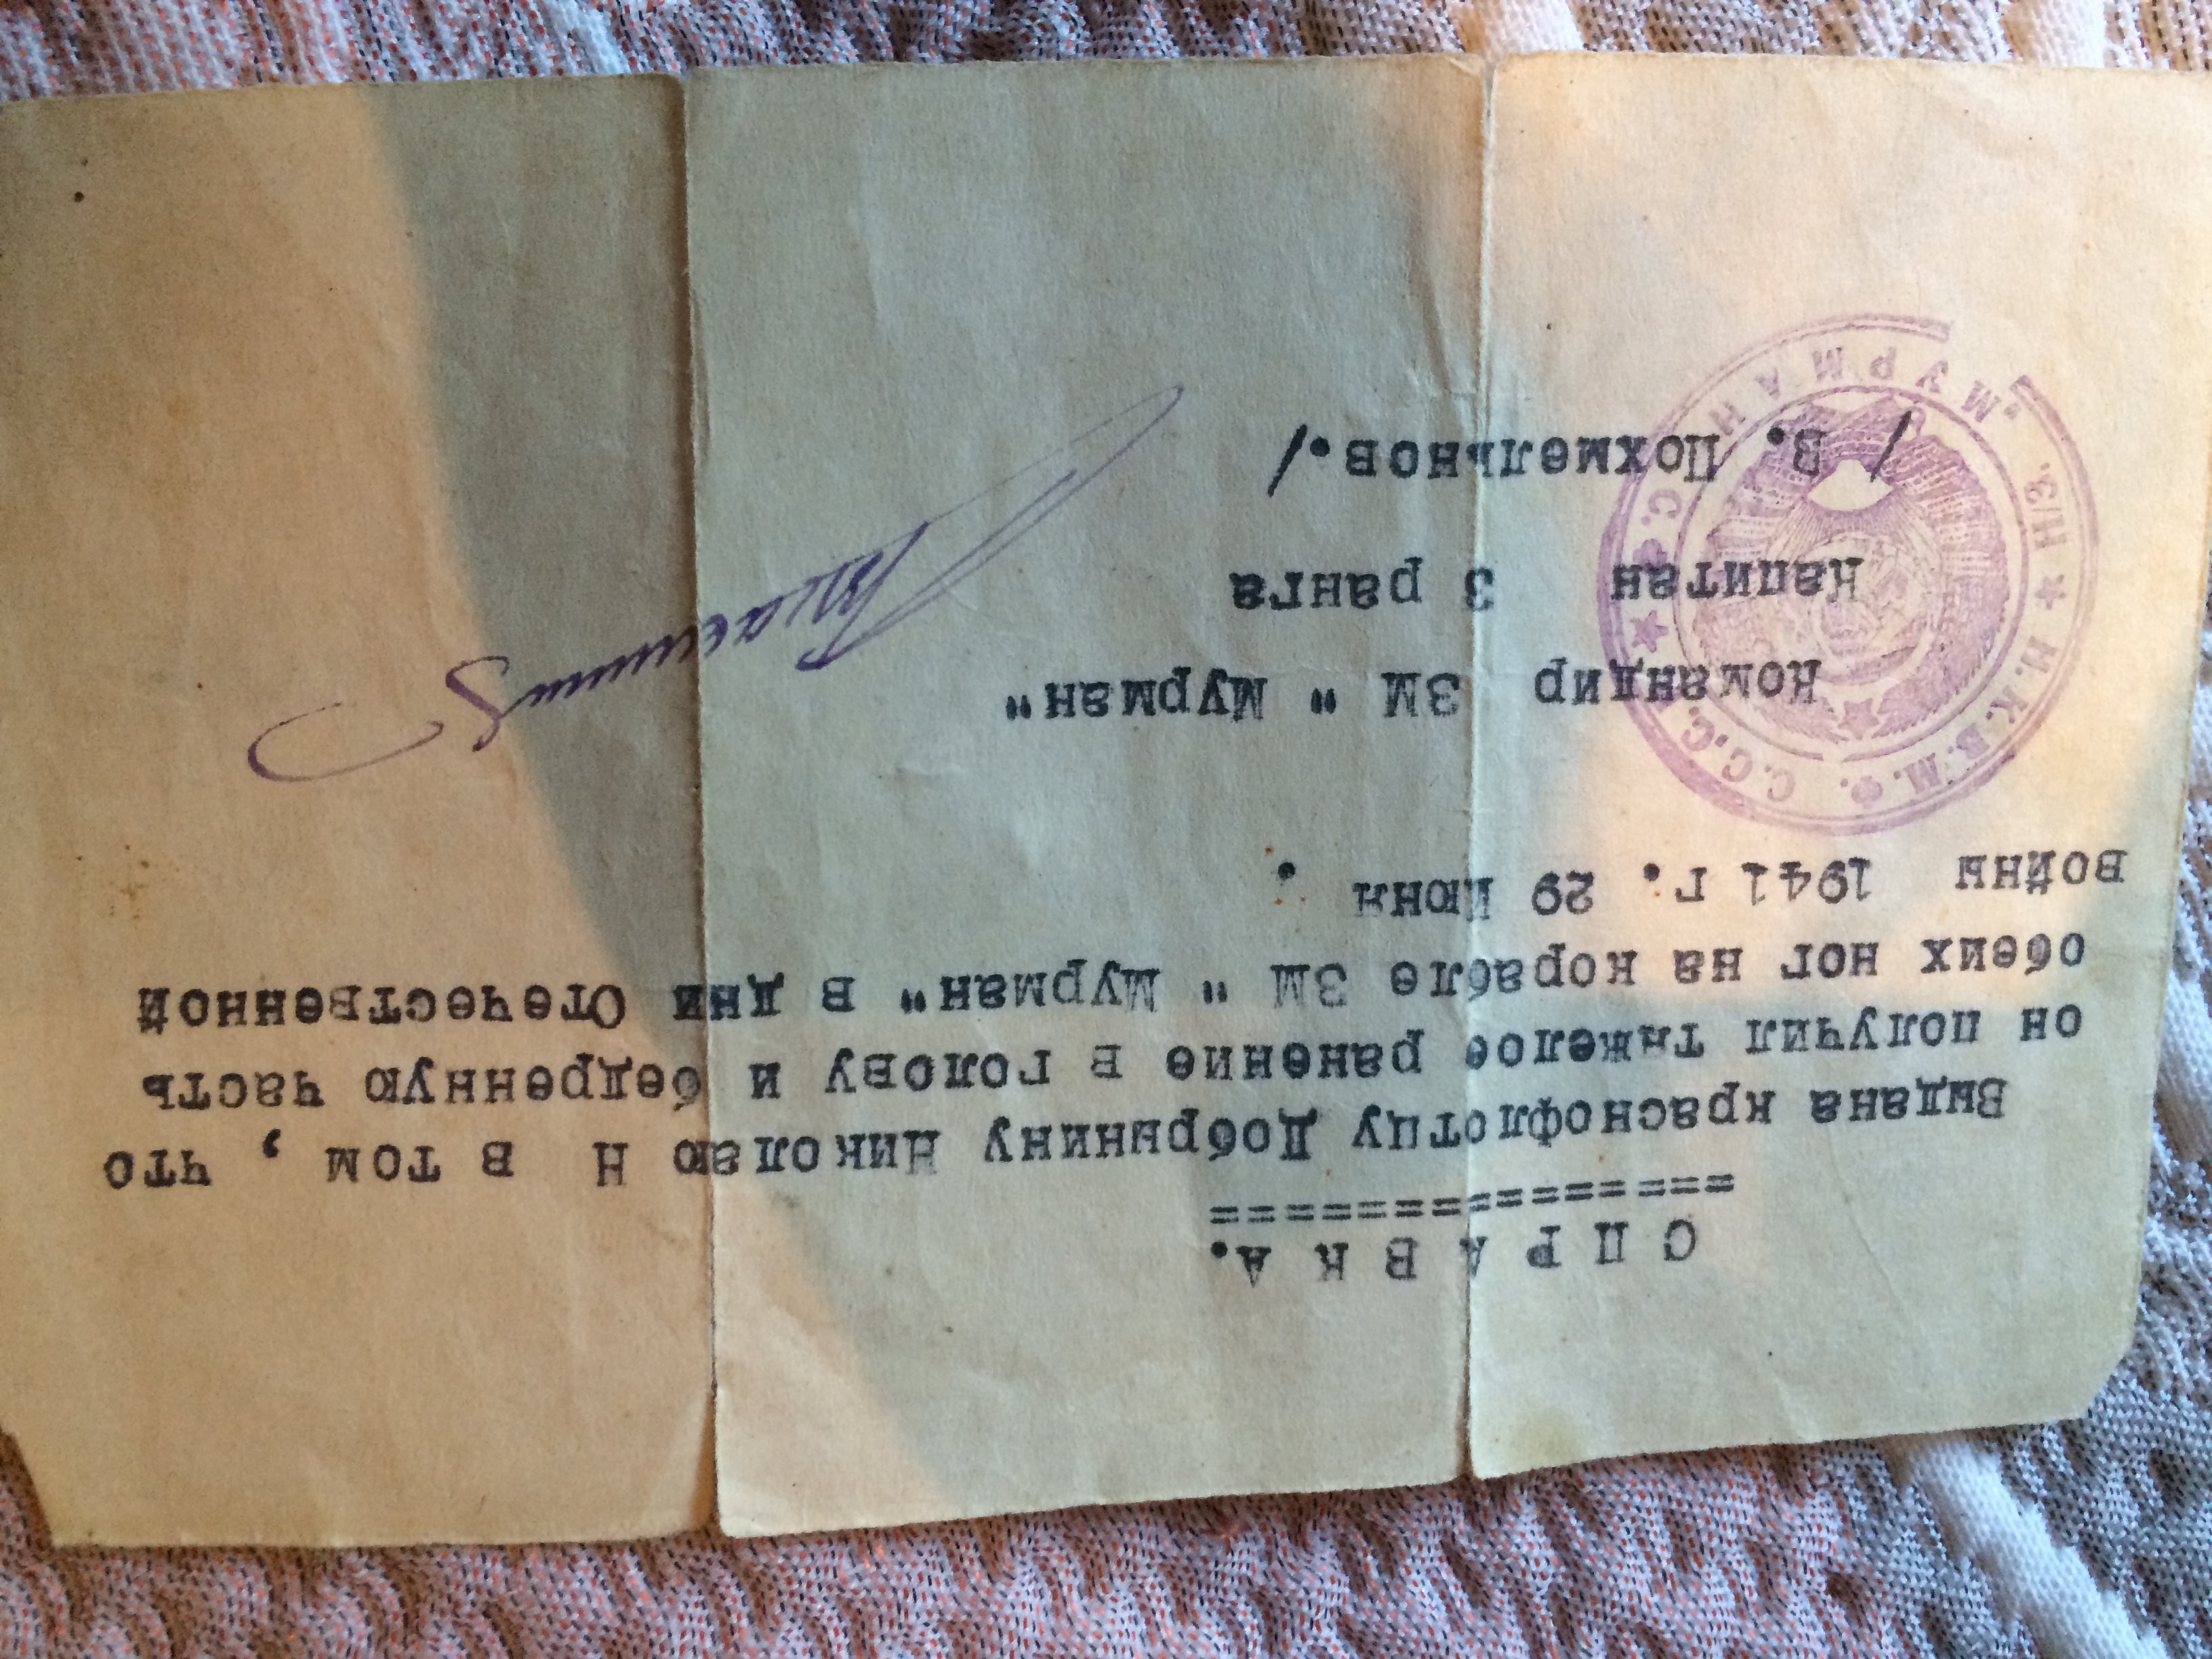 С П Р А В К А.
================
Выдана краснофлотцу Добрынину Николаю Н в том, что
он получил тяжелое ранение в голову и бедренную часть
обеих ног на корабле ЗМ " Мурман" в дни Отечественной
войны 1941 г. 29 июня .
Командир ЗМ " Мурман"
Капитан 3 ранга
/ В. Похмельнов./
Н.К.В.М.Ф. С.С.С.
"МУРМАН"